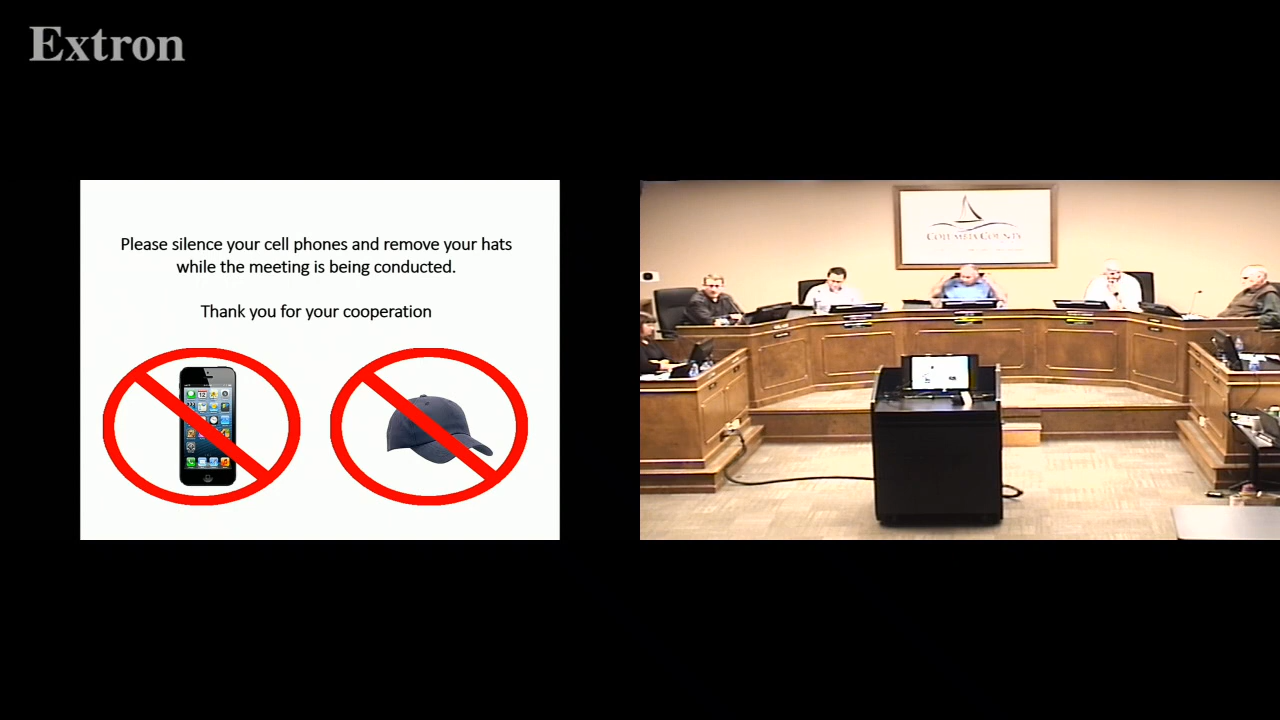 Extron
Please silence your cell phones and remove your hats
while the meeting is being conducted.
Thank you for your cooperation
COLUMBIA COUNTY